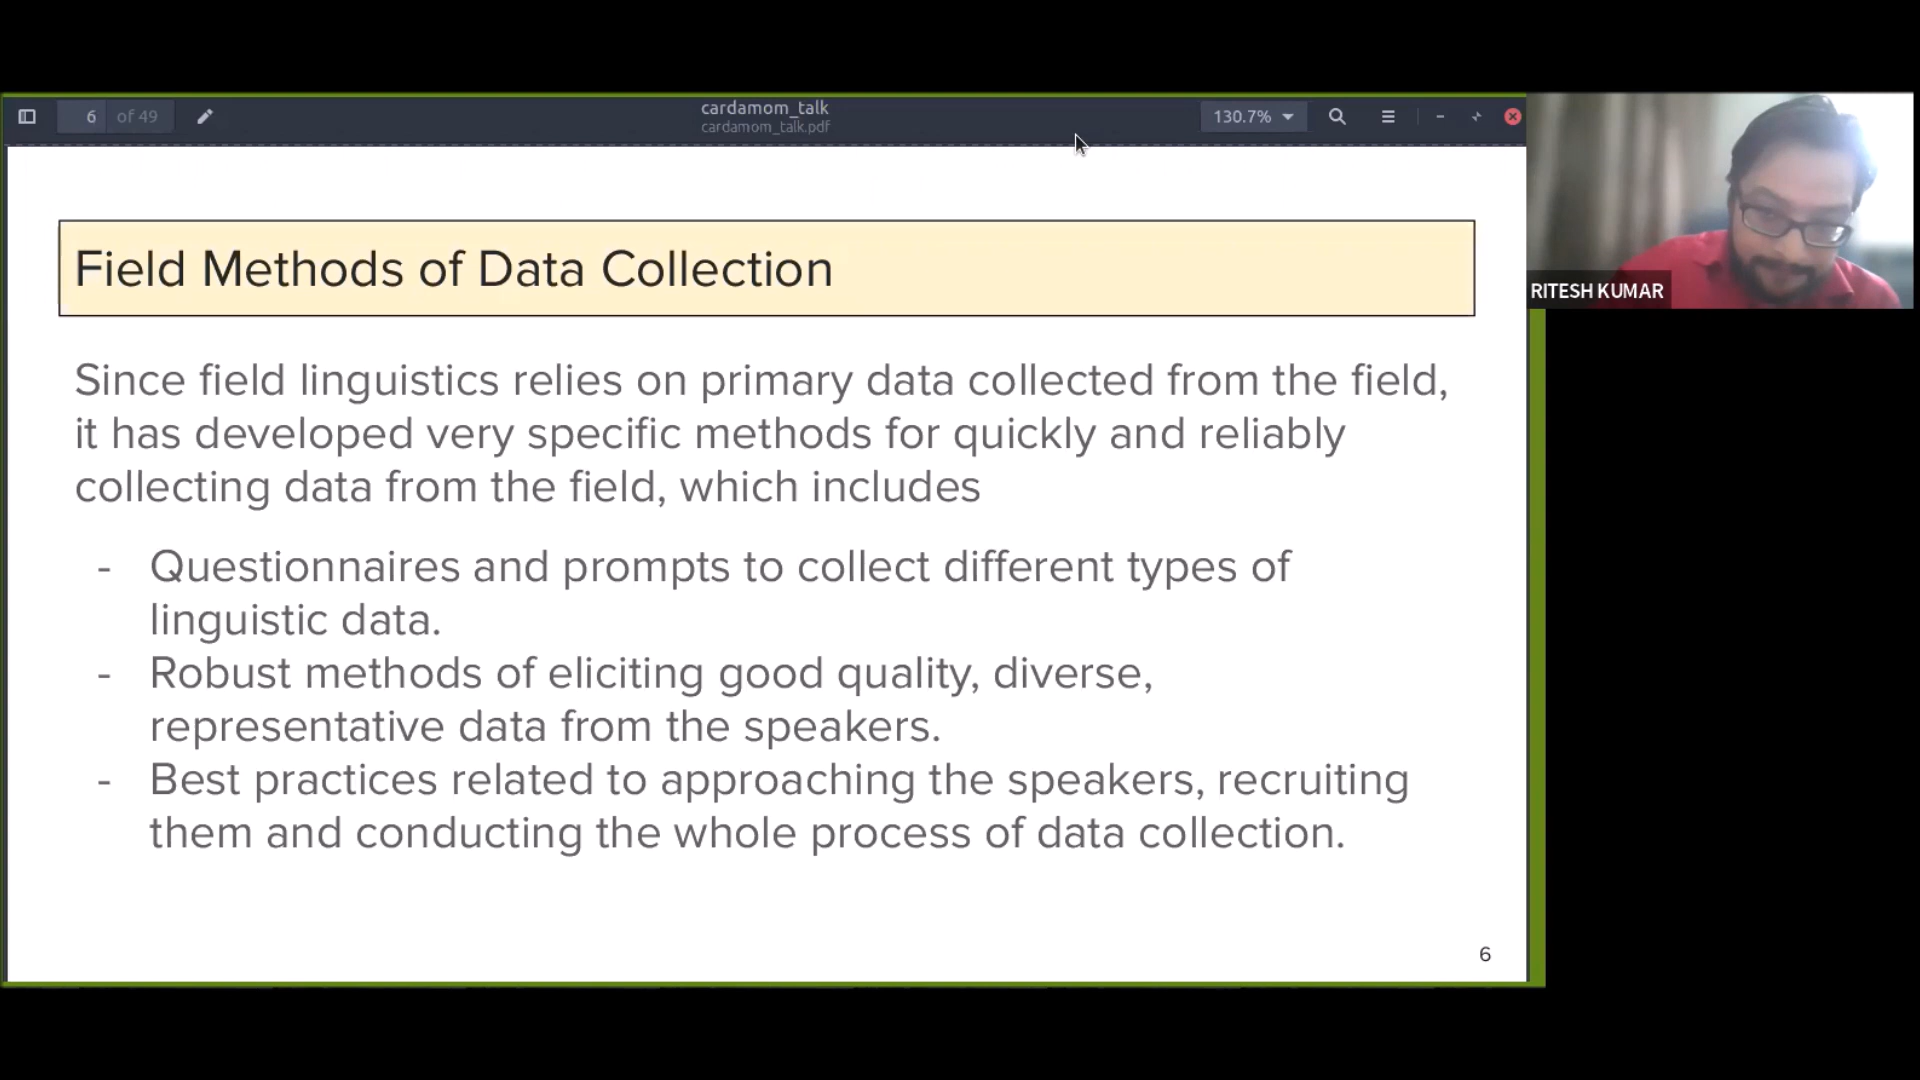 6 of 49
cardamom_talk
cardamom_talk.pdf
130.7%
Field Methods of Data Collection
Since field linguistics relies on primary data collected from the field,
it has developed very specific methods for quickly and reliably
collecting data from the field, which includes
- Questionnaires and prompts to collect different types of
linguistic data.
- Robust methods of eliciting good quality, diverse,
representative data from the speakers.
- Best practices related to approaching the speakers, recruiting
them and conducting the whole process of data collection.
6
RITESH KUMAR